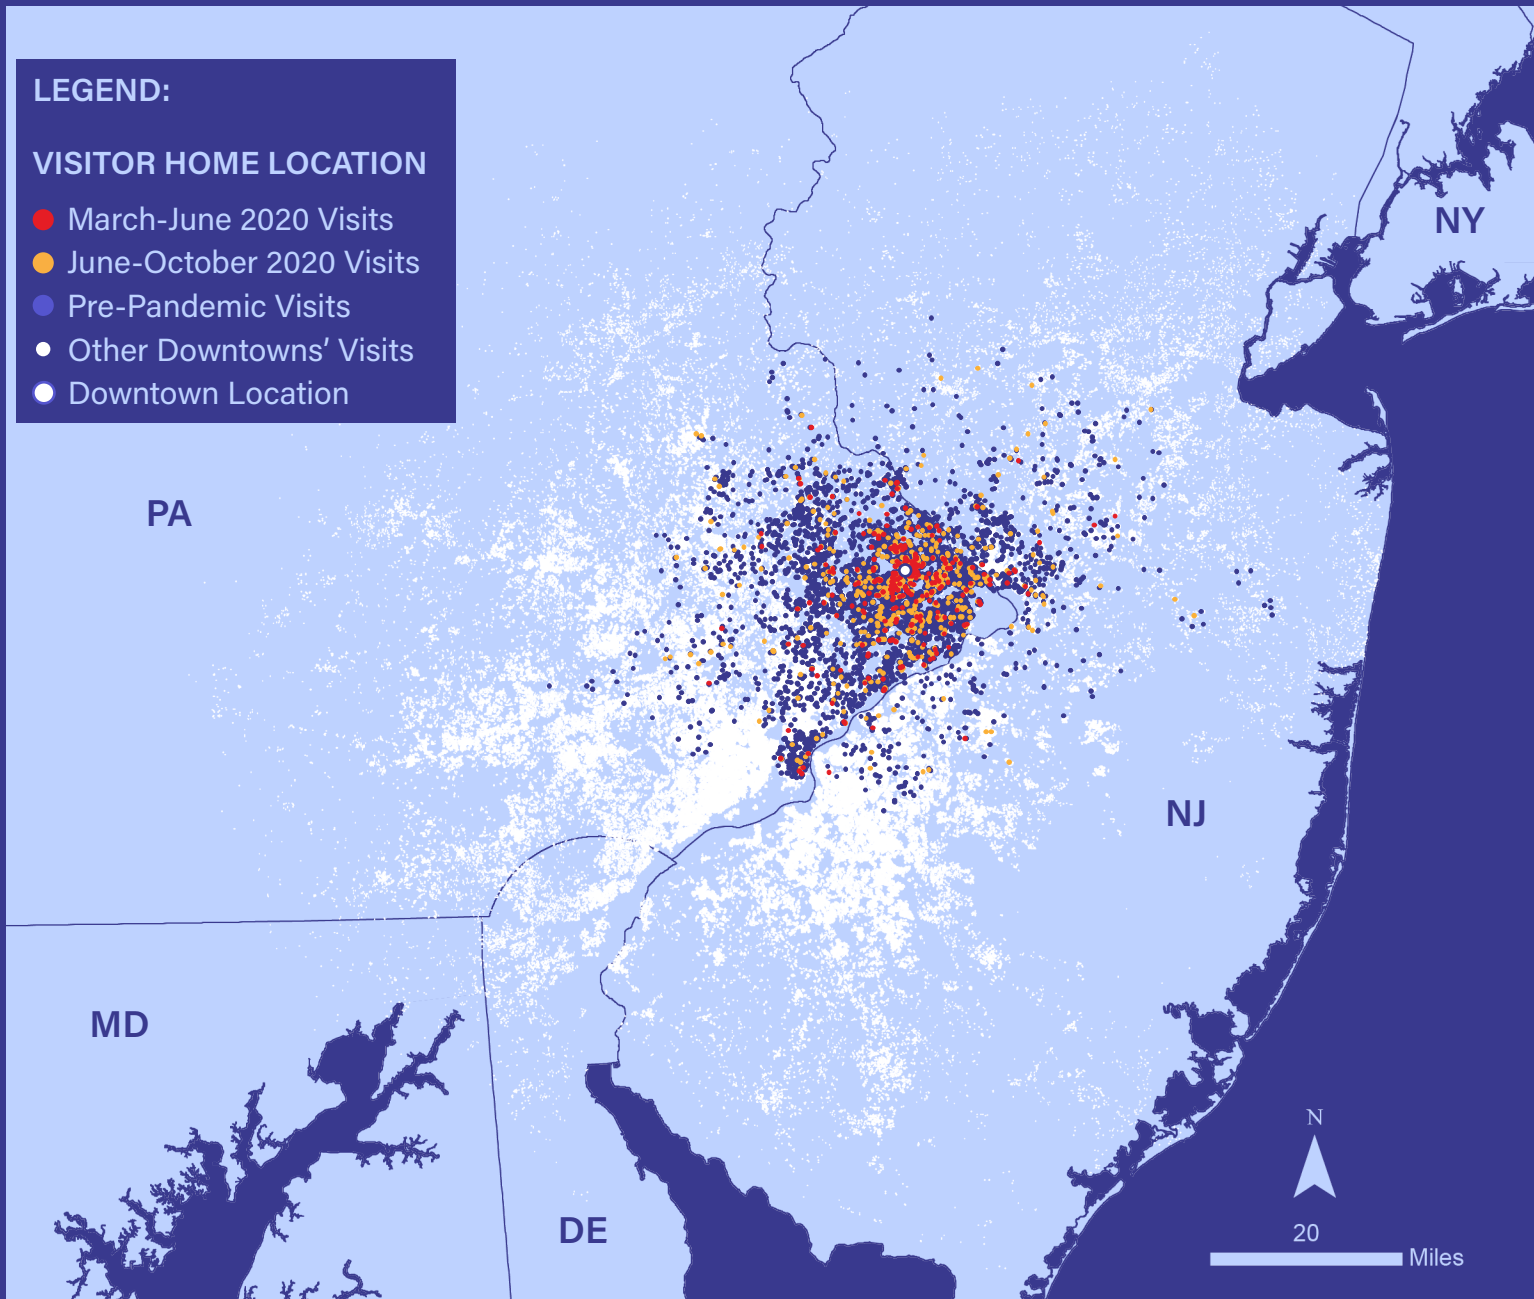 LEGEND:
VISITOR HOME LOCATION
March-June 2020 Visits
June-October 2020 Visits
Pre-Pandemic Visits
Other Downtowns’ Visits
Downtown Location
NY
PA
NJ
MD
DE
N
20
Miles